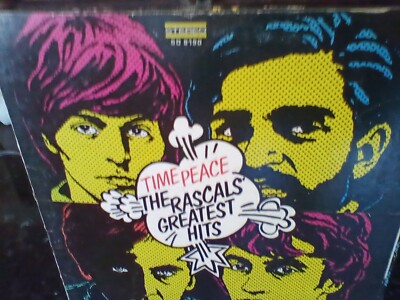 STEREO
SD 8190
TIME PEACE
THE RASCALS'
GREATEST
HITS